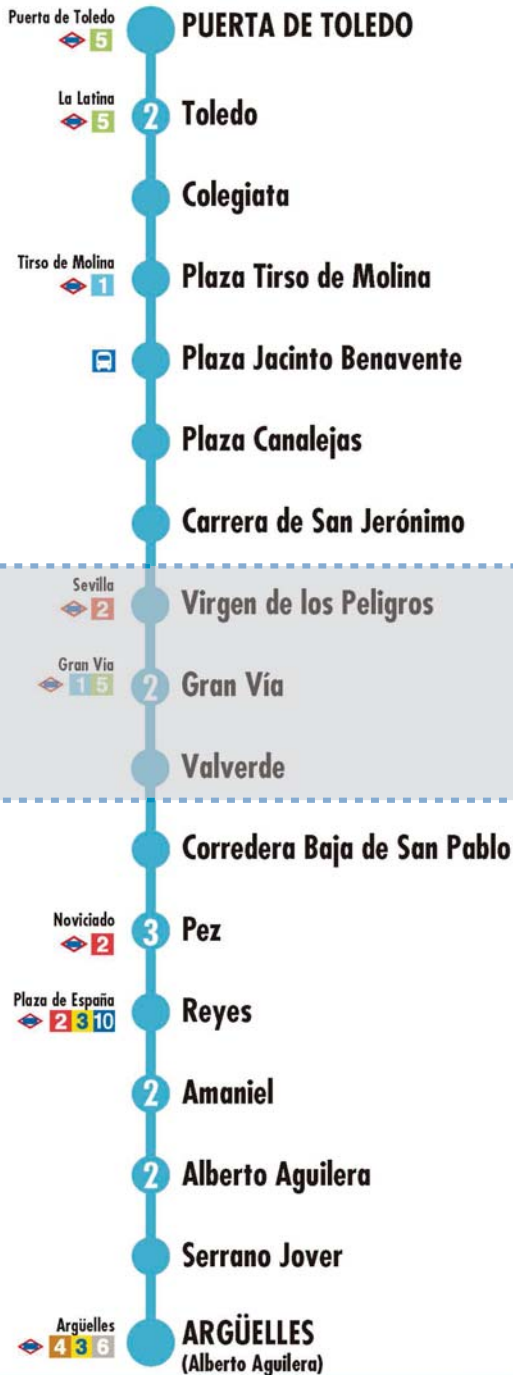 Puerta de Toledo
5
PUERTA DE TOLEDO
La Latina
5
2
Toledo
Colegiata
Tirso de Molina
1
Plaza Tirso de Molina
Plaza Jacinto Benavente
Plaza Canalejas
Carrera de San Jerónimo
Sevilla
2
Virgen de los Peligros
Gran Vía
1 5
2
Gran Vía
Valverde
Corredera Baja de San Pablo
Noviciado
2
3
Pez
Plaza de España
2 3 10
Reyes
2
Amaniel
2
Alberto Aguilera
Serrano Jover
Argüelles
4 3 6
ARGÜELLES
(Alberto Aguilera)